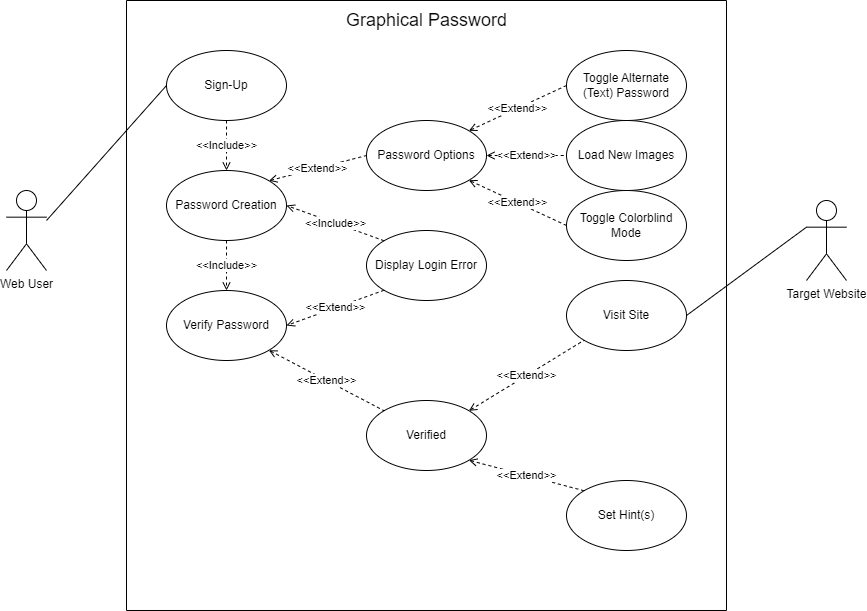 Graphical Password
Sign-Up
Toggle Alternate
(Text) Password
<<Extend>>
<<Include>>
Password Options
<<Extend>>
Load New Images
<<Extend>>
Password Creation
<<Extend>>
Toggle Colorblind
Mode
<<Include>>
Web User
<<Include>>
Display Login Error
Target Website
<<Extend>>
Verify Password
Visit Site
<<Extend>>
<<Extend>>
Verified
<<Extend>>
Set Hint(s)